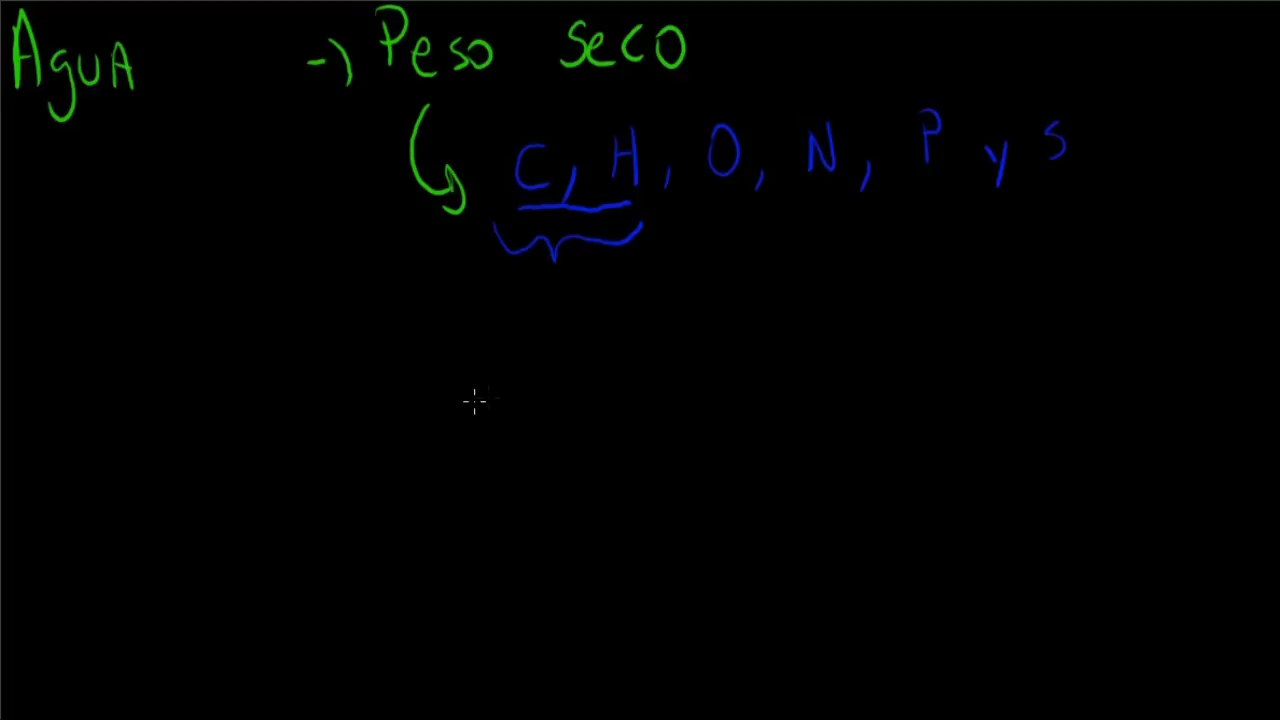 Agua -> Peso seco
C, H, O, N, P y S